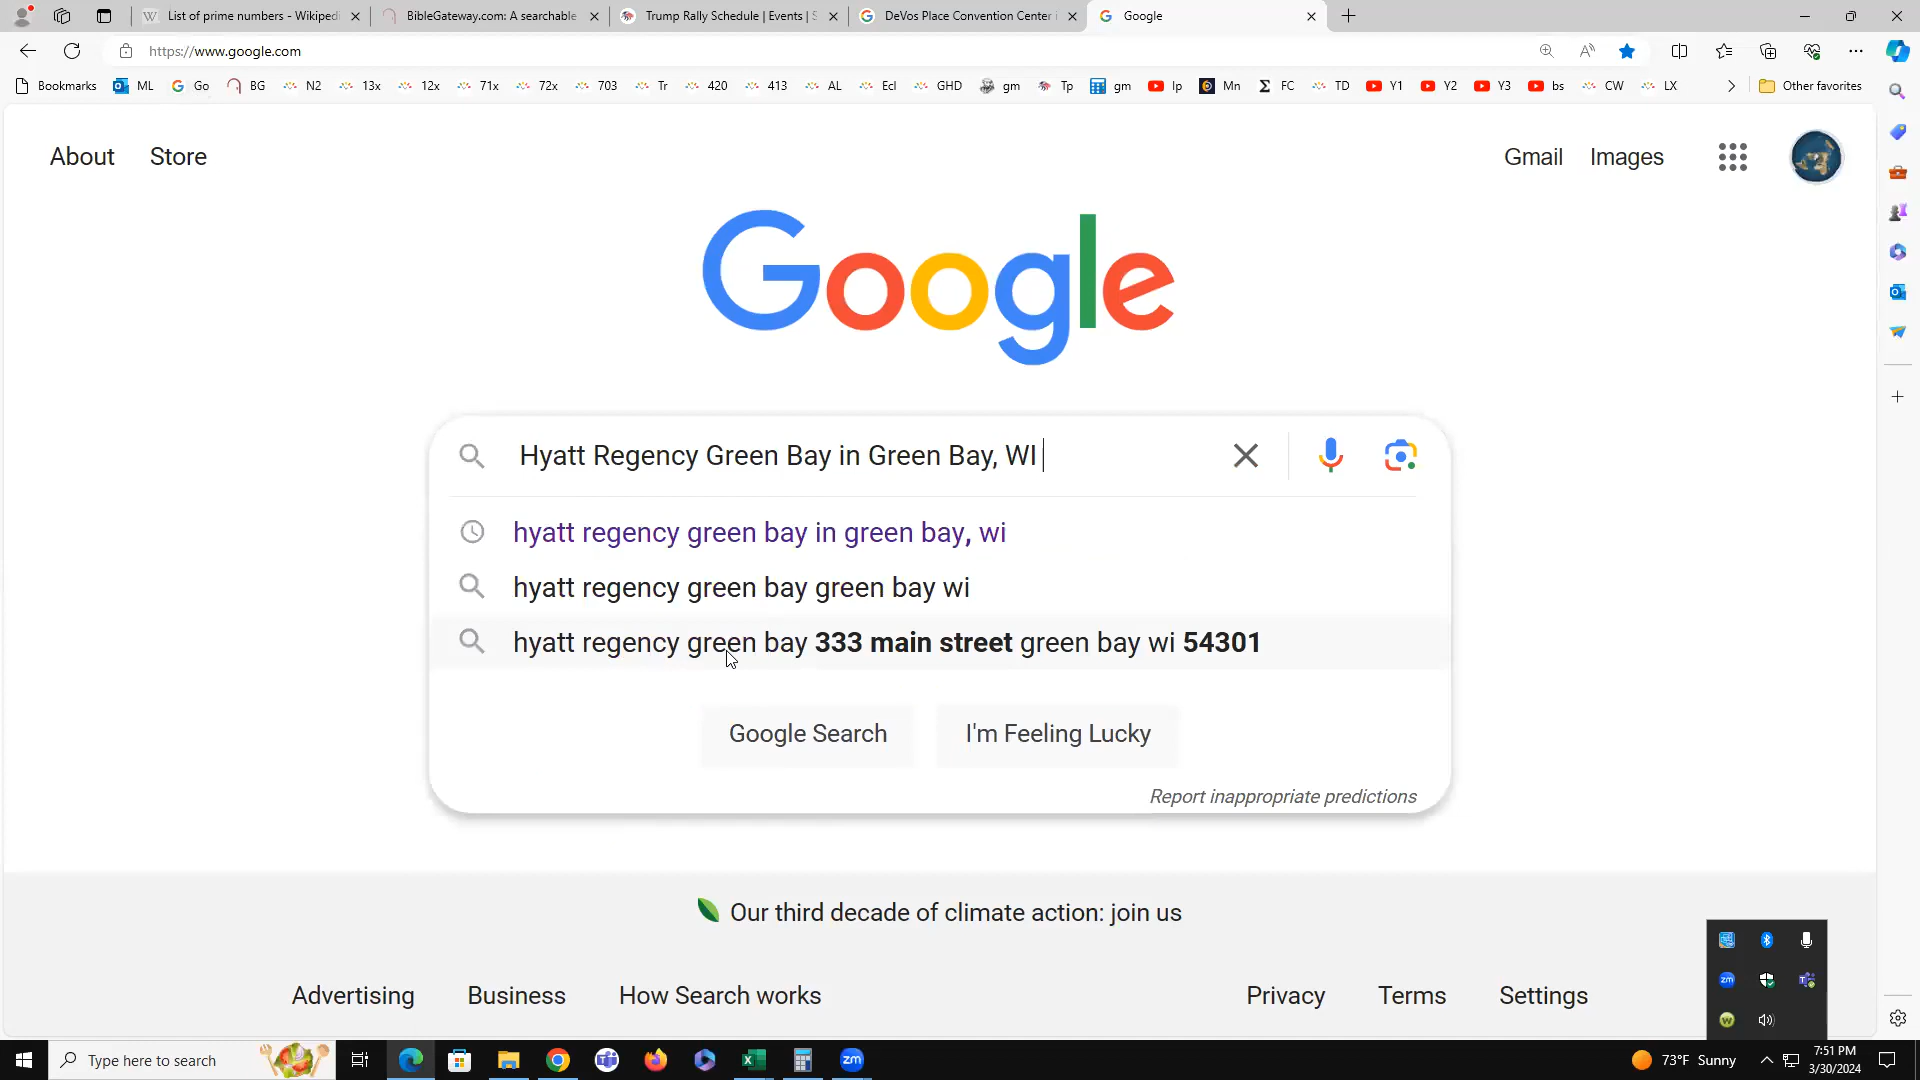 List of prime numbers - Wikiped
BibleGateway.com: A searchable
Trump Rally Schedule | Events | S
DeVos Place Convention Center i
Google
https://www.google.com
Bookmarks
ML
Go
BG
N2
13x
12x
71x
72x
703
Tr
420
413
AL
Ecl
GHD
gm
Tp
gm
Ip
Mn
FC
TD
Y1
Y2
Y3
bs
CW
LX
Other favorites
About
Store
Gmail
Images
Google
Hyatt Regency Green Bay in Green Bay, WI
hyatt regency green bay in green bay, wi
hyatt regency green bay green bay wi
hyatt regency green bay 333 main street green bay wi 54301
Google Search
I'm Feeling Lucky
Report inappropriate predictions
Our third decade of climate action: join us
Advertising
Business
How Search works
Privacy
Terms
Settings
Type here to search
zm
zm
73°F Sunny
7:51 PM
3/30/2024